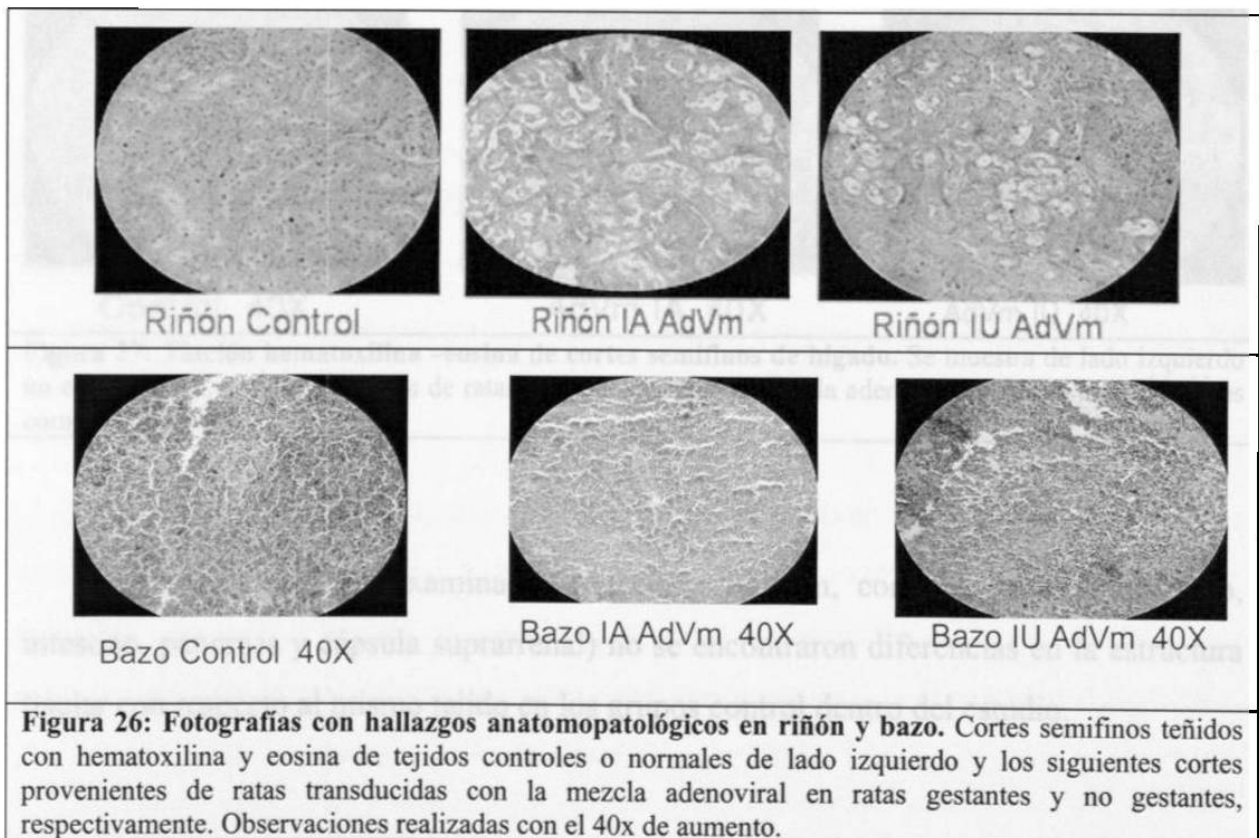 Riñón Control
Riñón IA AdVm
Riñón IU AdVm
Bazo Control 40X
Bazo IA AdVm 40X
Bazo IU AdVm 40X
Figura 26: Fotografías con hallazgos anatomopatológicos en riñón y bazo. Cortes semifinos teñidos
con hematoxilina y eosina de tejidos controles o normales de lado izquierdo y los siguientes cortes
provenientes de ratas transducidas con la mezcla adenoviral en ratas gestantes y no gestantes,
respectivamente. Observaciones realizadas con el 40x de aumento.